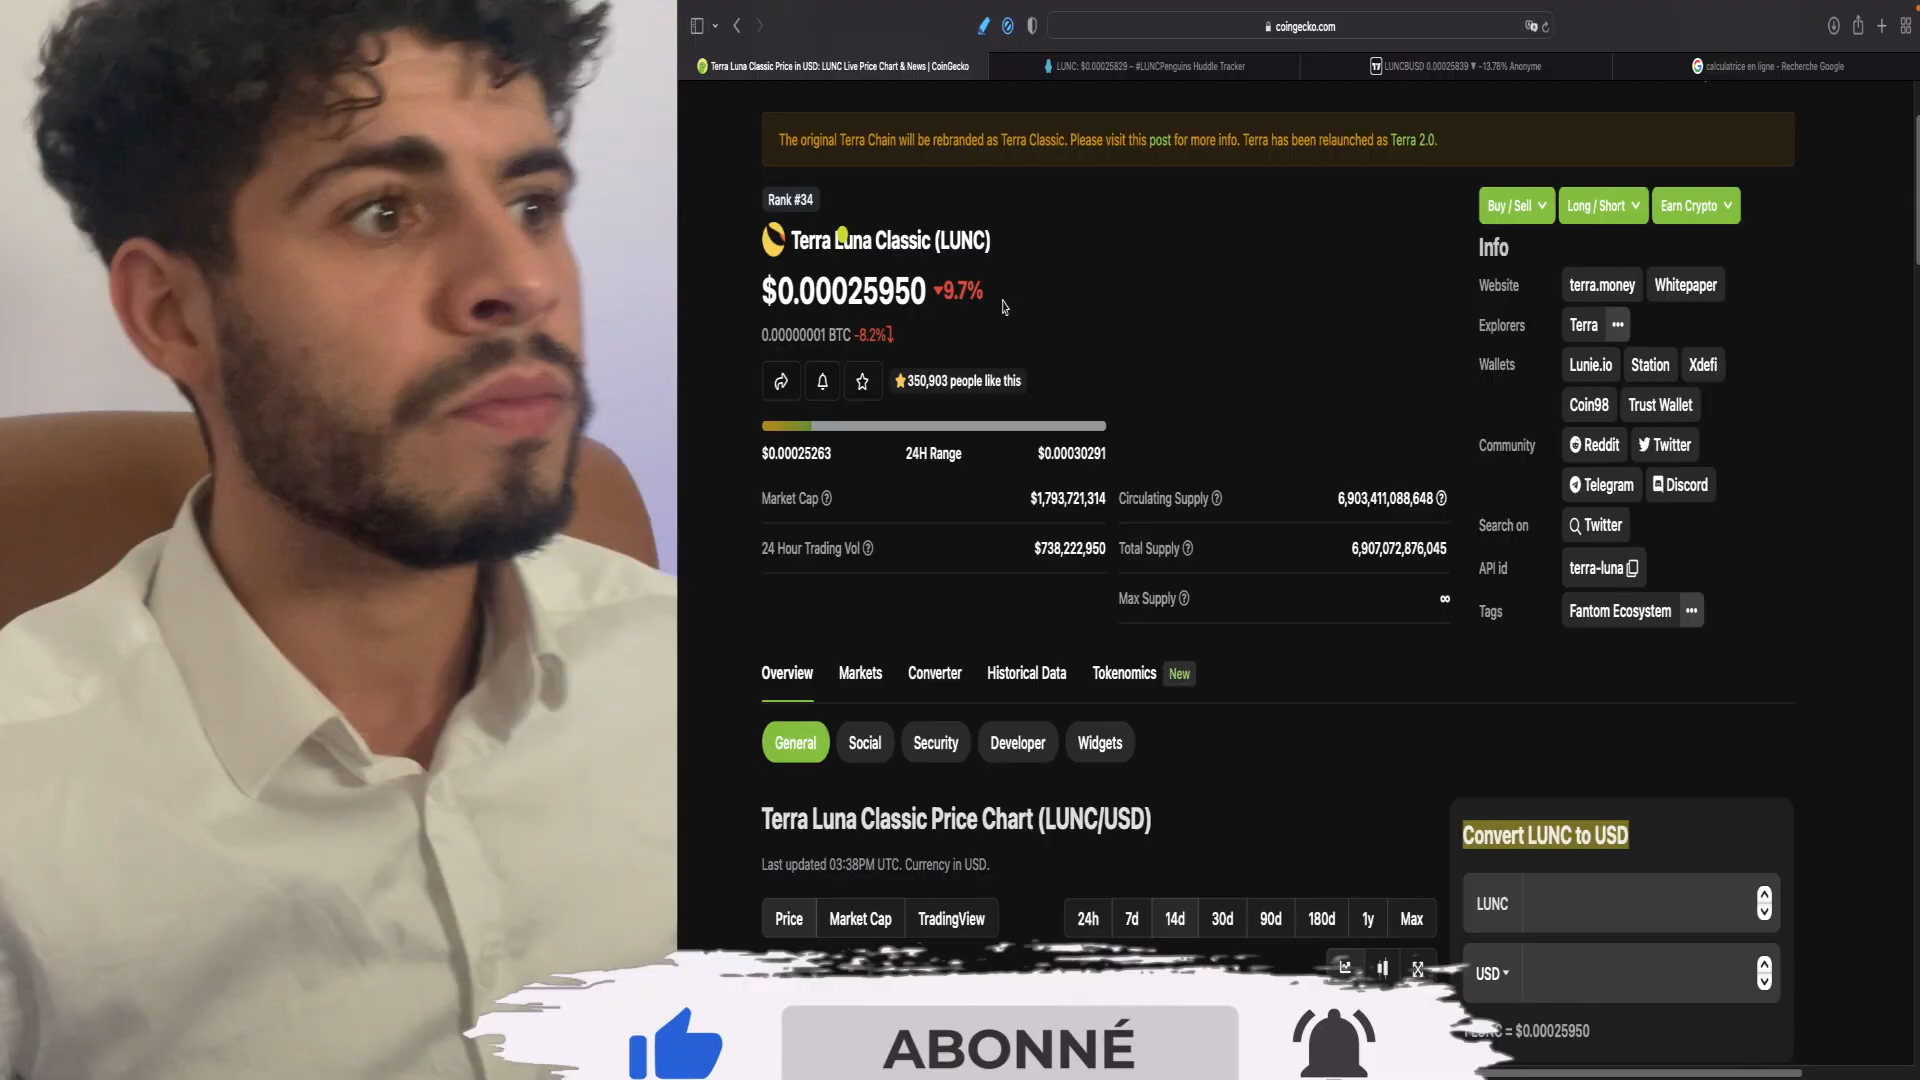 coingecko.com
Terra Luna Classic Price in USD: LUNC Live Price Chart & News | CoinGecko
LUNC: $0.00025829 – #LUNCPenguins Huddle Tracker
LUNCBUSD 0.00025839 ▼ −13.78% Anonyme
calculatrice en ligne - Recherche Google
The original Terra Chain will be rebranded as Terra Classic. Please visit this post for more info. Terra has been relaunched as Terra 2.0.
Rank #34
Terra Luna Classic (LUNC)
$0.00025950 ▼9.7%
0.00000001 BTC -8.2%
350,903 people like this
$0.00025263 24H Range $0.00030291
Market Cap $1,793,721,314
24 Hour Trading Vol $738,222,950
Circulating Supply 6,903,411,088,648
Total Supply 6,907,072,876,045
Max Supply ∞
Buy / Sell Long / Short Earn Crypto
Info
Website terra.money Whitepaper
Explorers Terra
Wallets Lunie.io Station Xdefi
Coin98 Trust Wallet
Community Reddit Twitter
Telegram Discord
Search on Twitter
API id terra-luna
Tags Fantom Ecosystem
Overview Markets Converter Historical Data Tokenomics New
General Social Security Developer Widgets
Terra Luna Classic Price Chart (LUNC/USD)
Last updated 03:38PM UTC. Currency in USD.
Price Market Cap TradingView
24h 7d 14d 30d 90d 180d 1y Max
Convert LUNC to USD
LUNC
USD
LUNC = $0.00025950
ABONNÉ